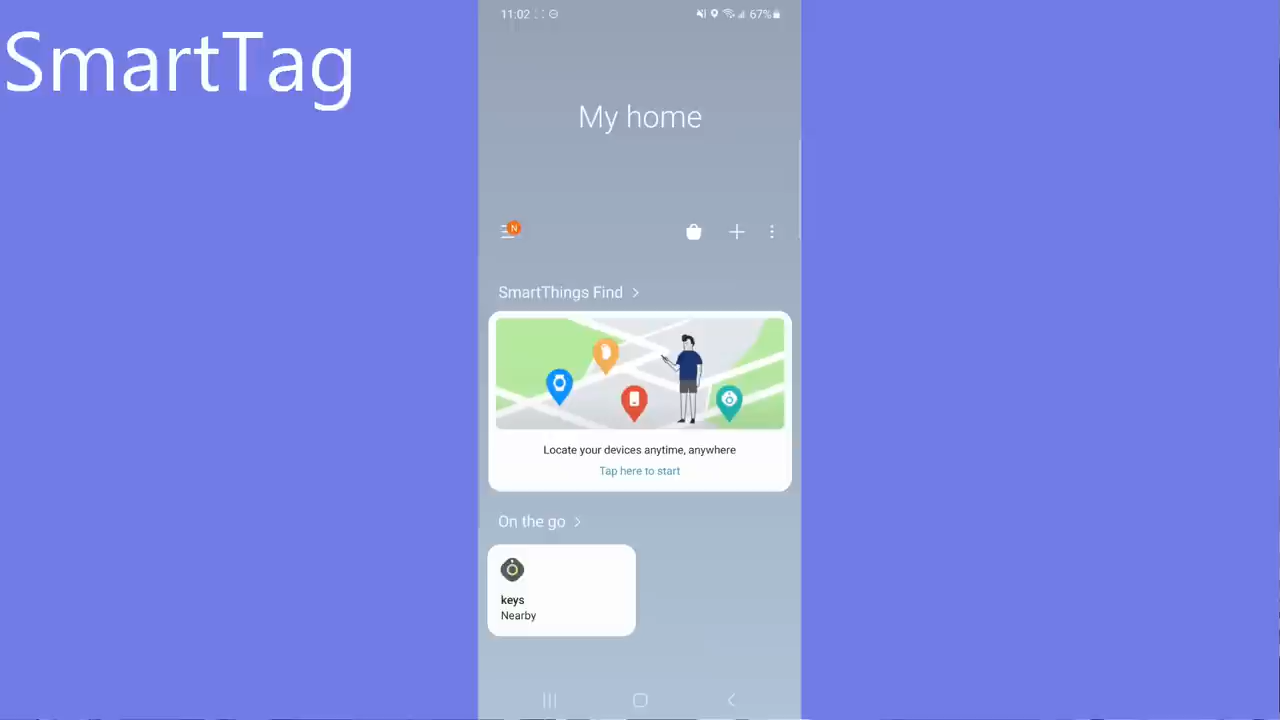 SmartTag
11:02
67%
My home
N
SmartThings Find
Locate your devices anytime, anywhere
Tap here to start
On the go
keys
Nearby